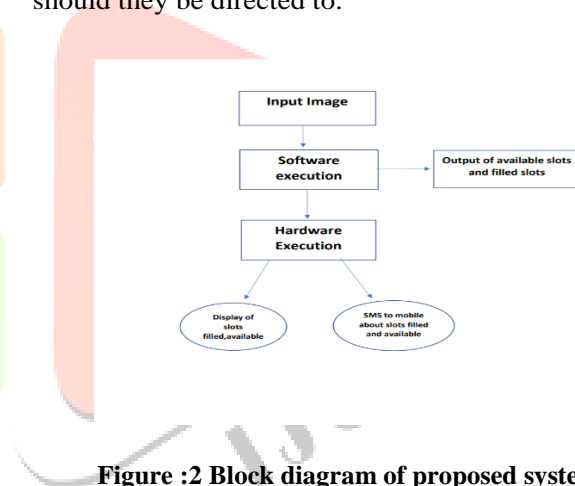 should they be directed to.
Input Image
Software
execution
Output of available slots
and filled slots
Hardware
Execution
Display of
slots
filled,available
SMS to mobile
about slots filled
and available
Figure :2 Block diagram of proposed syste